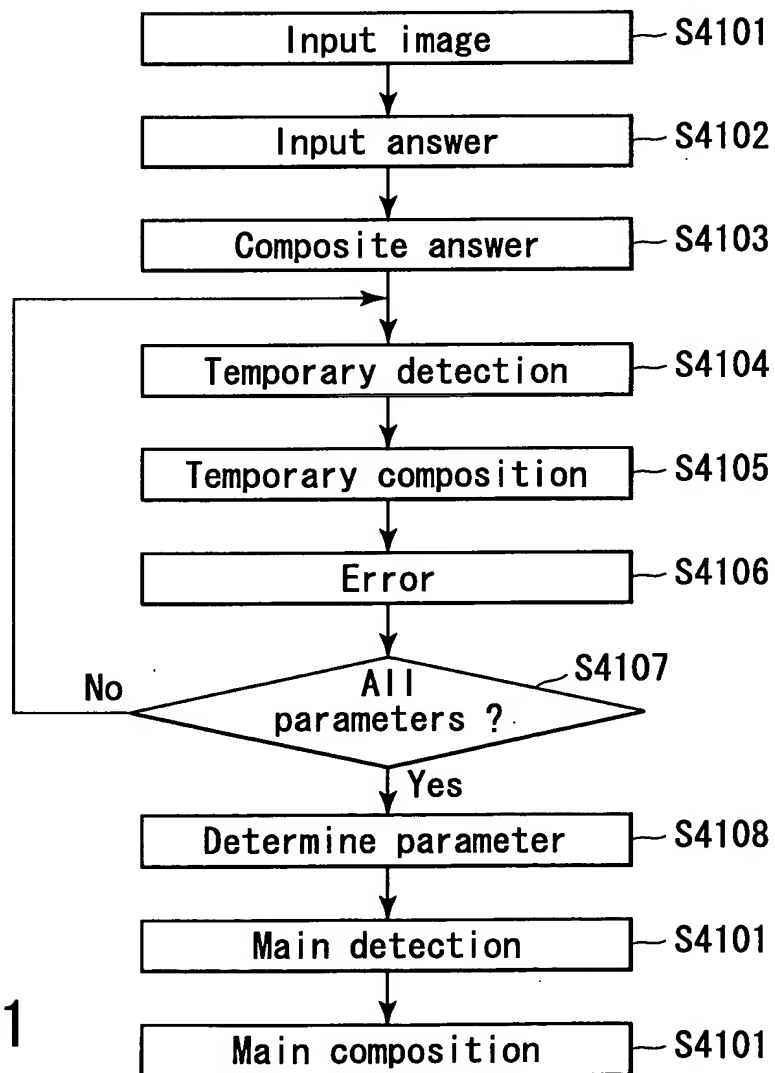 Input image
S4101
Input answer
S4102
Composite answer
S4103
Temporary detection
S4104
Temporary composition
S4105
Error
S4106
All
parameters ?
S4107
No
Yes
Determine parameter
S4108
Main detection
S4101
Main composition
S4101
1